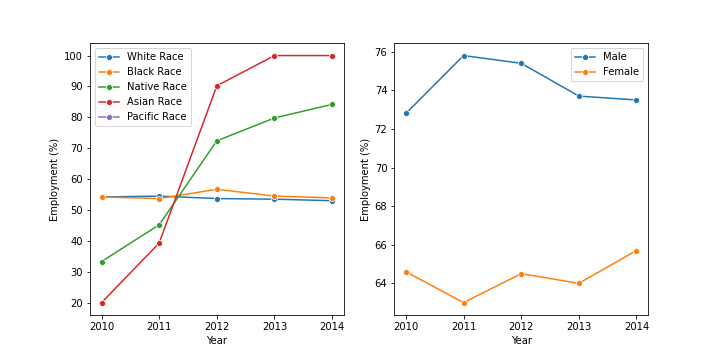 White Race
Black Race
Native Race
Asian Race
Pacific Race
100
90
80
70
60
50
40
30
20
Employment (%)
2010 2011 2012 2013 2014
Year
Male
Female
76
74
72
70
68
66
64
Employment (%)
2010 2011 2012 2013 2014
Year